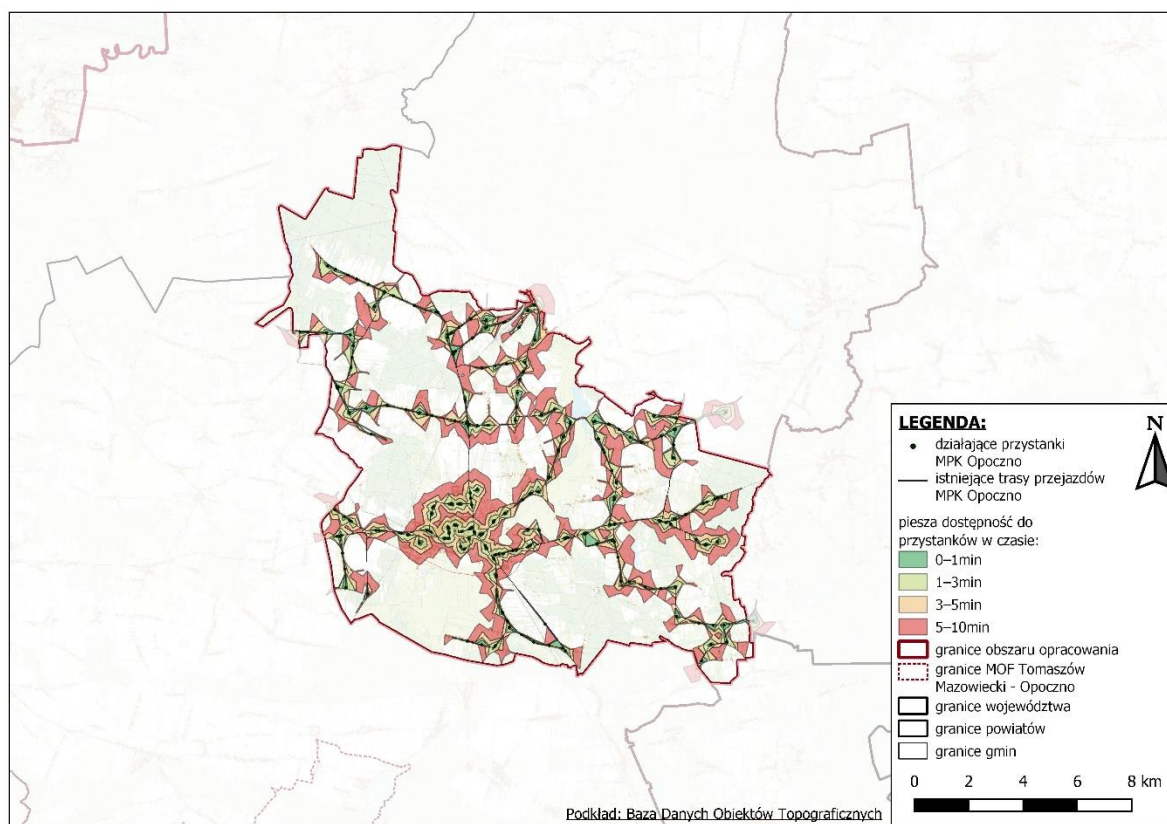 LEGENDA:
N
działające przystanki
MPK Opoczno
istniejące trasy przejazdów
MPK Opoczno
piesza dostępność do
przystanków w czasie:
0–1min
1–3min
3–5min
5–10min
granice obszaru opracowania
granice MOF Tomaszów
Mazowiecki - Opoczno
granice województwa
granice powiatów
granice gmin
0 2 4 6 8 km
Podkład: Baza Danych Obiektów Topograficznych